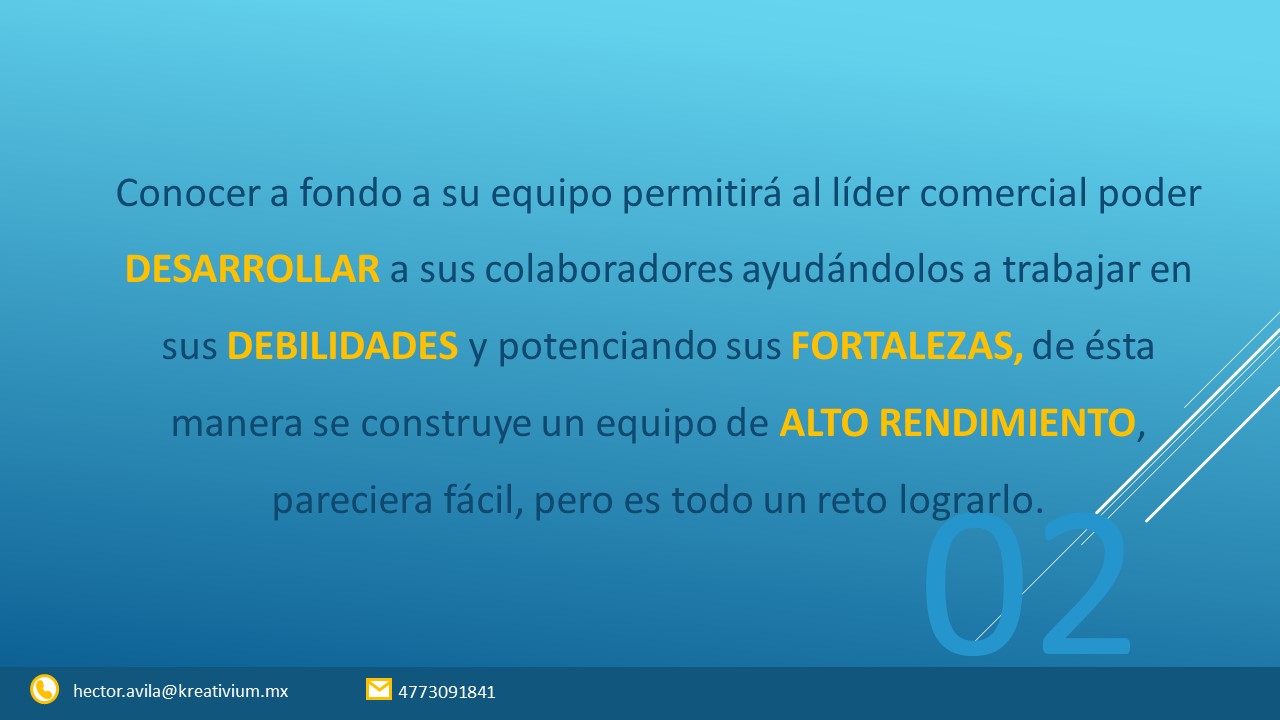 Conocer a fondo a su equipo permitirá al líder comercial poder
DESARROLLAR a sus colaboradores ayudándolos a trabajar en
sus DEBILIDADES y potenciando sus FORTALEZAS, de ésta
manera se construye un equipo de ALTO RENDIMIENTO,
pareciera fácil, pero es todo un reto lograrlo.
02
hector.avila@kreativium.mx 4773091841